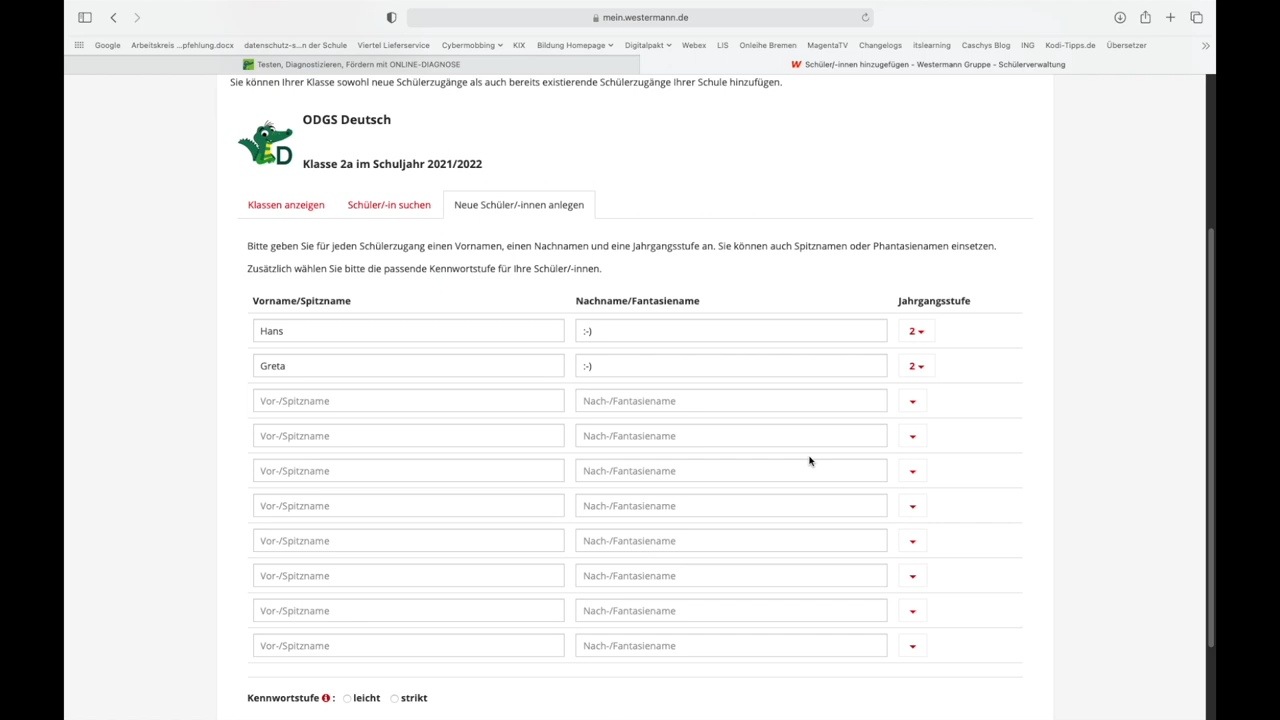 mein.westermann.de
Google Arbeitskreis ...pfehlung.docx datenschutz-s...n der Schule Viertel Lieferservice Cybermobbing KIX Bildung Homepage Digitalpakt Webex LIS Onleihe Bremen MagentaTV Changelogs itslearning Caschys Blog ING Kodi-Tipps.de Übersetzer
Testen, Diagnostizieren, Fördern mit ONLINE-DIAGNOSE Schüler/-innen hinzugefügen - Westermann Gruppe - Schülerverwaltung
Sie können Ihrer Klasse sowohl neue Schülerzugänge als auch bereits existierende Schülerzugänge Ihrer Schule hinzufügen.
ODGS Deutsch
D
Klasse 2a im Schuljahr 2021/2022
Klassen anzeigen Schüler/-in suchen Neue Schüler/-innen anlegen
Bitte geben Sie für jeden Schülerzugang einen Vornamen, einen Nachnamen und eine Jahrgangsstufe an. Sie können auch Spitznamen oder Phantasienamen einsetzen.
Zusätzlich wählen Sie bitte die passende Kennwortstufe für Ihre Schüler/-innen.
Vorname/Spitzname Nachname/Fantasiename Jahrgangsstufe
Hans :-) 2
Greta :-) 2
Vor-/Spitzname Nach-/Fantasiename
Vor-/Spitzname Nach-/Fantasiename
Vor-/Spitzname Nach-/Fantasiename
Vor-/Spitzname Nach-/Fantasiename
Vor-/Spitzname Nach-/Fantasiename
Vor-/Spitzname Nach-/Fantasiename
Vor-/Spitzname Nach-/Fantasiename
Vor-/Spitzname Nach-/Fantasiename
Kennwortstufe : leicht strikt